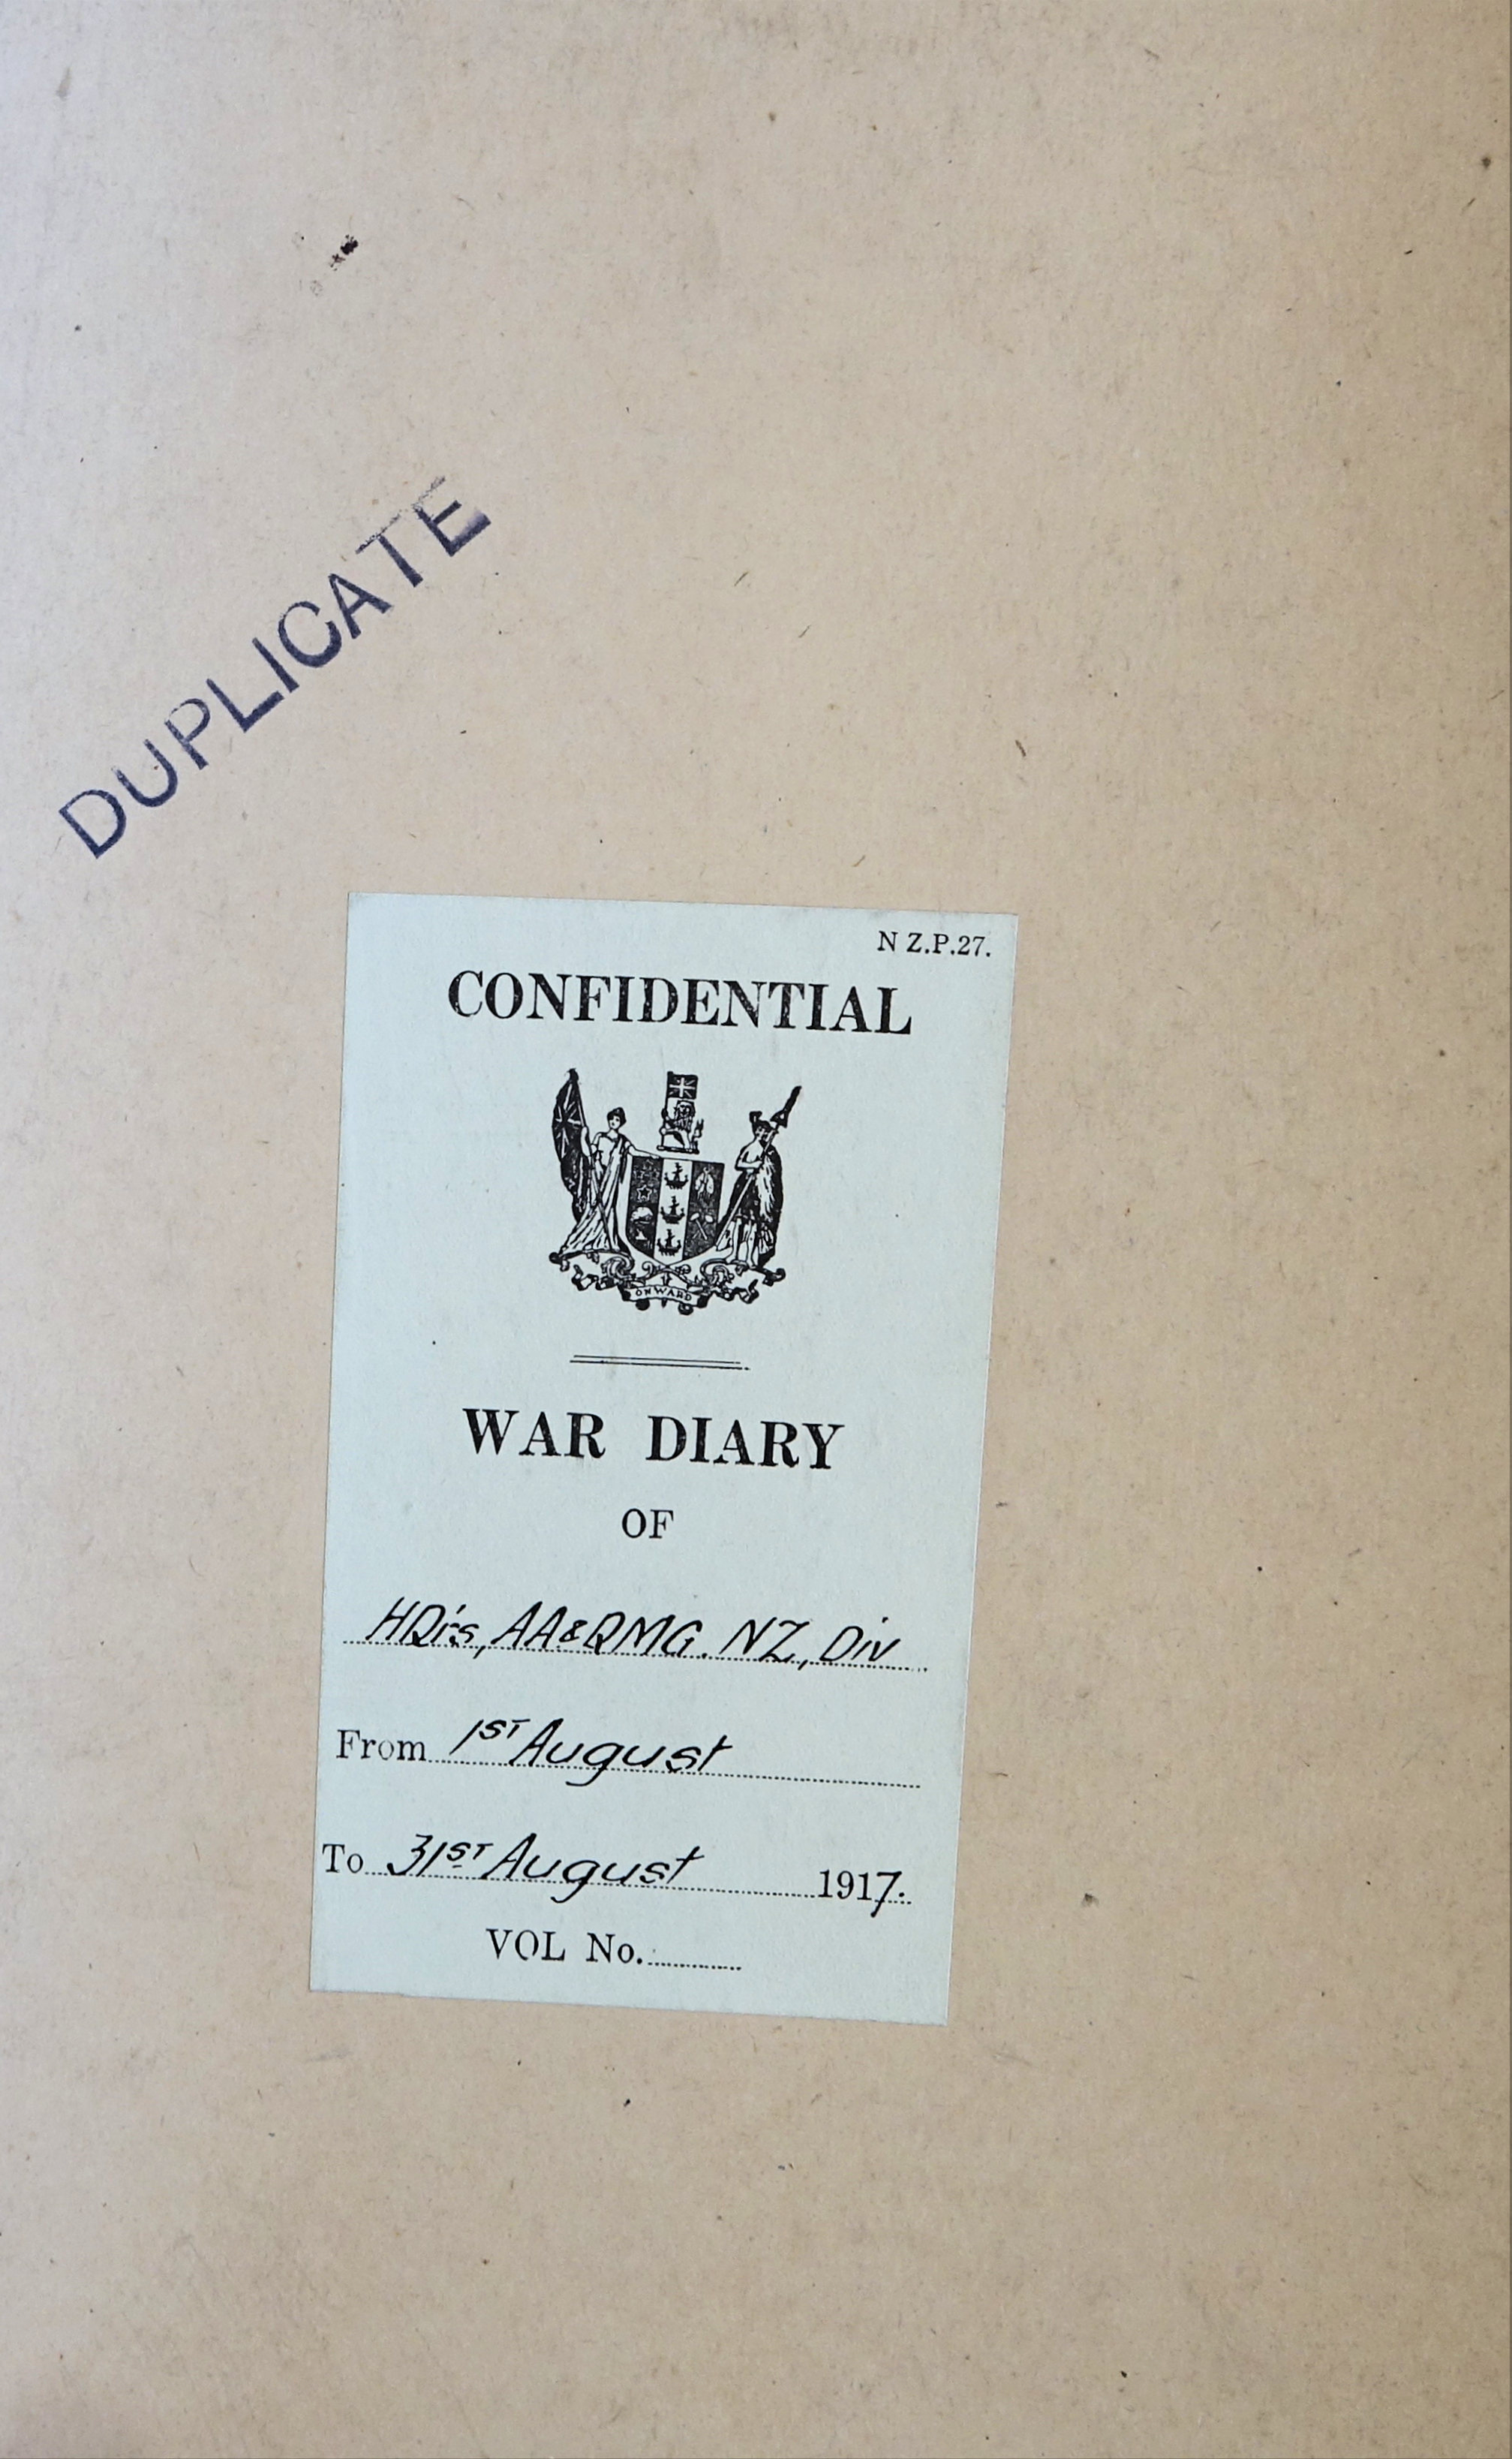 DUPLICATE
N Z.P.27.
CONFIDENTIAL
ONWARD
WAR DIARY
OF
HQrs, AA&QMG. NZ, Div
From 1ST August
To 31ST August 1917.
VOL No.